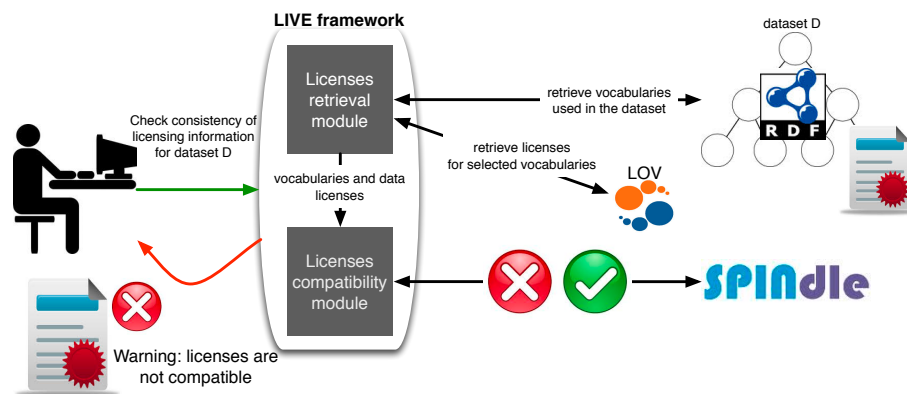 LIVE framework
dataset D
Licenses
retrieval
module
retrieve vocabularies
used in the dataset
RDF
Check consistency of
licensing information
for dataset D
retrieve licenses
for selected vocabularies
LOV
vocabularies and data
licenses
Licenses
compatibility
module
SPINdle
Warning: licenses are
not compatible